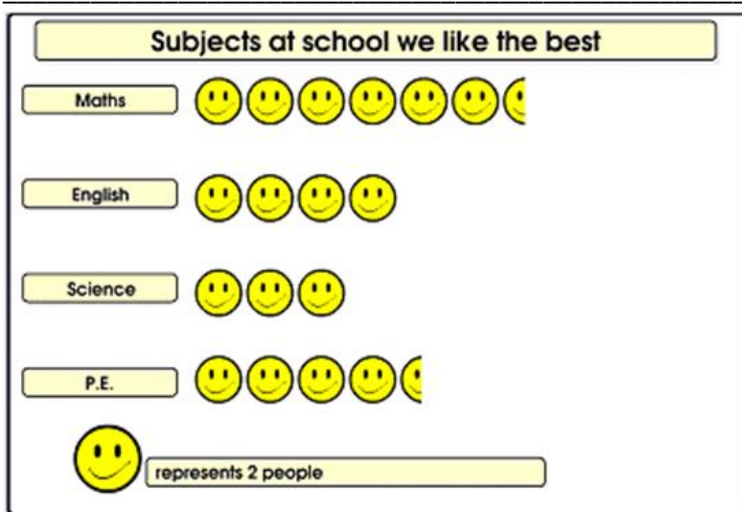 Subjects at school we like the best
Maths
English
Science
P.E.
represents 2 people